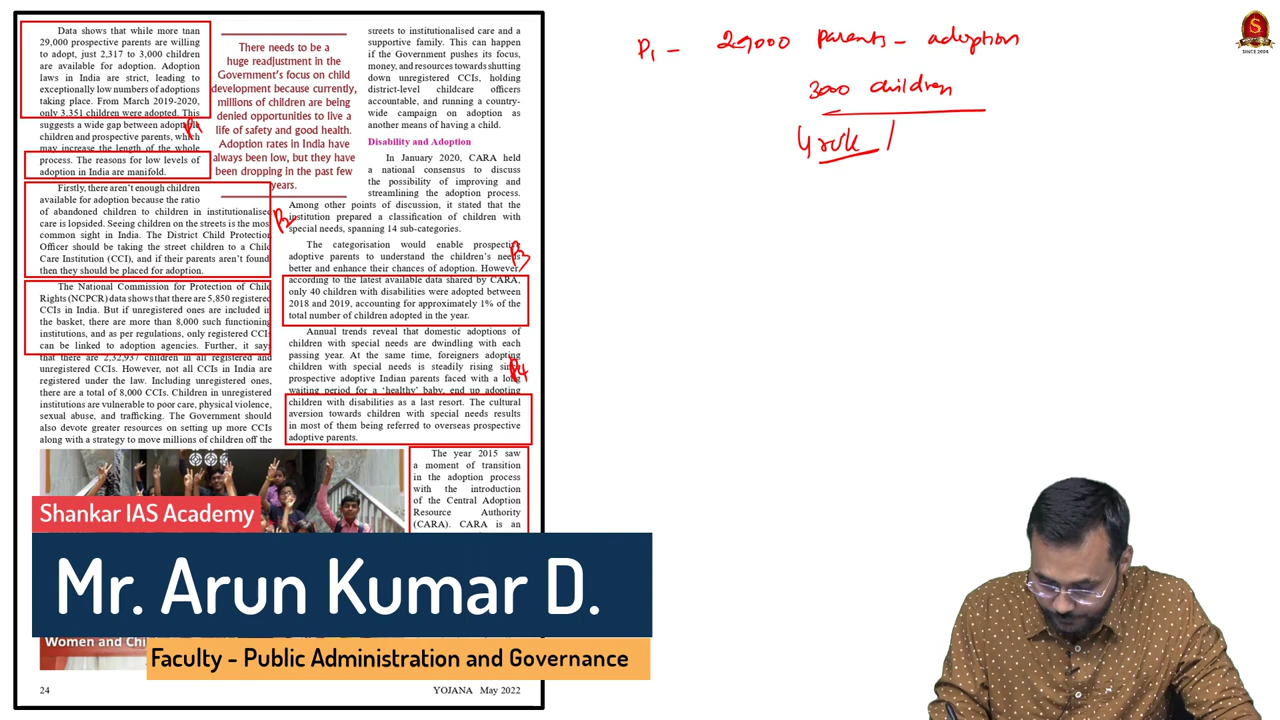 Data shows that while more than
29,000 prospective parents are willing
to adopt, just 2,317 to 3,000 children
are available for adoption. Adoption
laws in India are strict, leading to
exceptionally low numbers of adoptions
taking place. From March 2019-2020,
only 3,351 children were adopted. This
suggests a wide gap between adoptable
children and prospective parents, which
may increase the length of the whole
process. The reasons for low levels of
adoption in India are manifold.
P1
Firstly, there aren't enough children
available for adoption because the ratio
of abandoned children to children in institutionalised
care is lopsided. Seeing children on the streets is the most
common sight in India. The District Child Protection
Officer should be taking the street children to a Child
Care Institution (CCI), and if their parents aren't found,
then they should be placed for adoption.
P2
The National Commission for Protection of Child
Rights (NCPCR) data shows that there are 5,850 registered
CCIs in India. But if unregistered ones are included in
the basket, there are more than 8,000 such functioning
institutions, and as per regulations, only registered CCIs
can be linked to adoption agencies. Further, it says
that there are 2,32,937 children in all registered and
unregistered CCIs. However, not all CCIs in India are
registered under the law. Including unregistered ones,
there are a total of 8,000 CCIs. Children in unregistered
institutions are vulnerable to poor care, physical violence,
sexual abuse, and trafficking. The Government should
also devote greater resources on setting up more CCIs
along with a strategy to move millions of children off the
There needs to be a
huge readjustment in the
Government's focus on child
development because currently,
millions of children are being
denied opportunities to live a
life of safety and good health.
Adoption rates in India have
always been low, but they have
been dropping in the past few
years.
streets to institutionalised care and a
supportive family. This can happen
if the Government pushes its focus,
money, and resources towards shutting
down unregistered CCIs, holding
district-level childcare officers
accountable, and running a country-
wide campaign on adoption as
another means of having a child.
Disability and Adoption
In January 2020, CARA held
a national consensus to discuss
the possibility of improving and
streamlining the adoption process.
Among other points of discussion, it stated that the
institution prepared a classification of children with
special needs, spanning 14 sub-categories.
The categorisation would enable prospective
adoptive parents to understand the children's needs
better and enhance their chances of adoption. However,
according to the latest available data shared by CARA,
only 40 children with disabilities were adopted between
2018 and 2019, accounting for approximately 1% of the
total number of children adopted in the year.
P3
Annual trends reveal that domestic adoptions of
children with special needs are dwindling with each
passing year. At the same time, foreigners adopting
children with special needs is steadily rising since
prospective adoptive Indian parents faced with a long
waiting period for a 'healthy' baby, end up adopting
children with disabilities as a last resort. The cultural
aversion towards children with special needs results
in most of them being referred to overseas prospective
adoptive parents.
P4
The year 2015 saw
a moment of transition
in the adoption process
with the introduction
of the Central Adoption
Resource Authority
(CARA). CARA is an
Women and Chi
24
YOJANA May 2022
P1 - 29000 Parents - adoption
3000 children
Shankar IAS Academy
Mr. Arun Kumar D.
Faculty - Public Administration and Governance
SINCE 2004